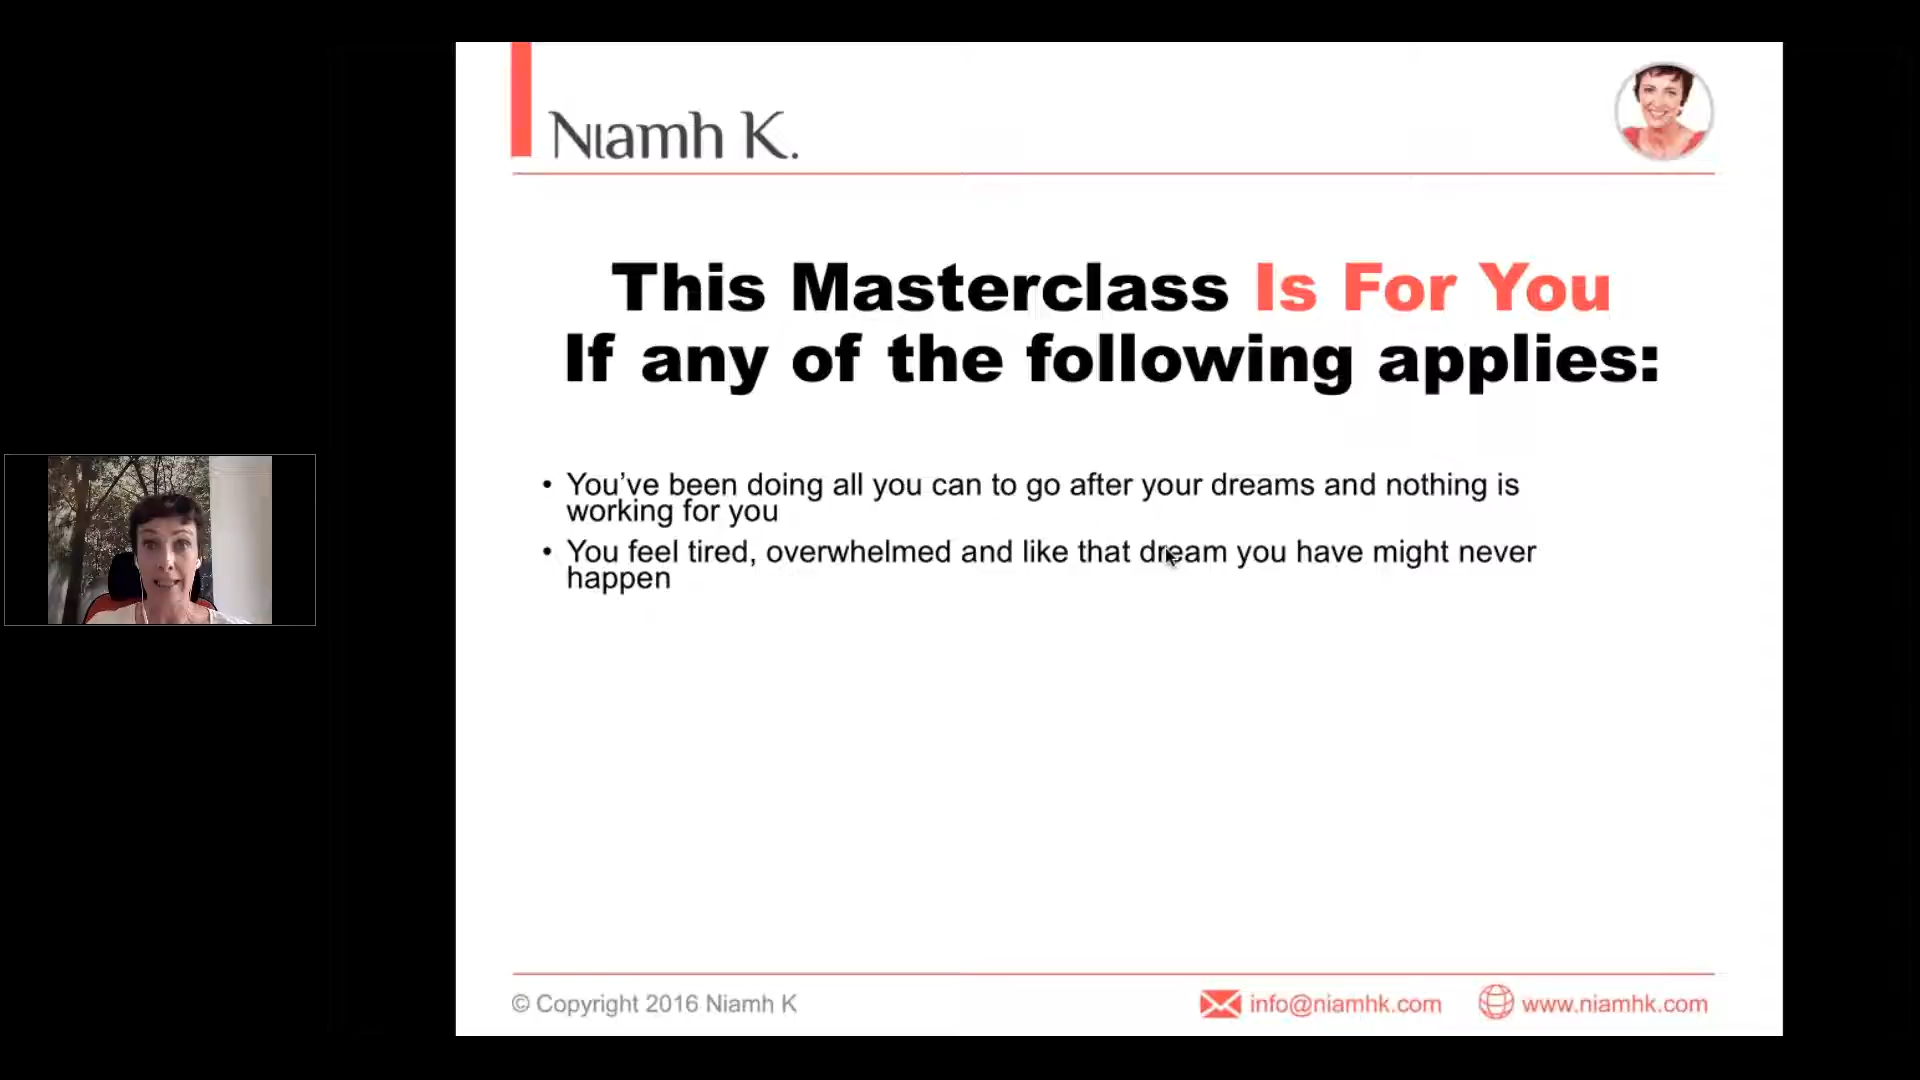 Niamh K.
This Masterclass Is For You
If any of the following applies:
• You’ve been doing all you can to go after your dreams and nothing is
working for you
• You feel tired, overwhelmed and like that dream you have might never
happen
© Copyright 2016 Niamh K
info@niamhk.com
www.niamhk.com